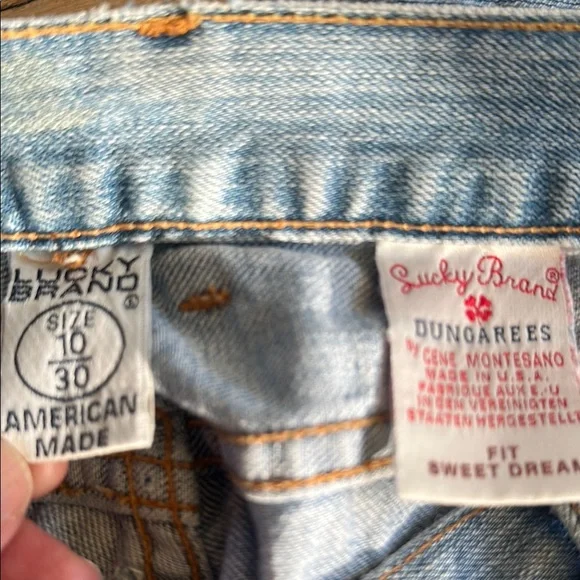 LUCKY
BRAND
®
SIZE
10
30
AMERICAN
MADE
Lucky Brand®
DUNGAREES
BY GENE MONTESANO
MADE IN U.S.A.
FABRIQUE AUX E.-U
IN DEN VEREINIGTEN
STAATEN HERGESTELL
FIT
SWEET DREAM